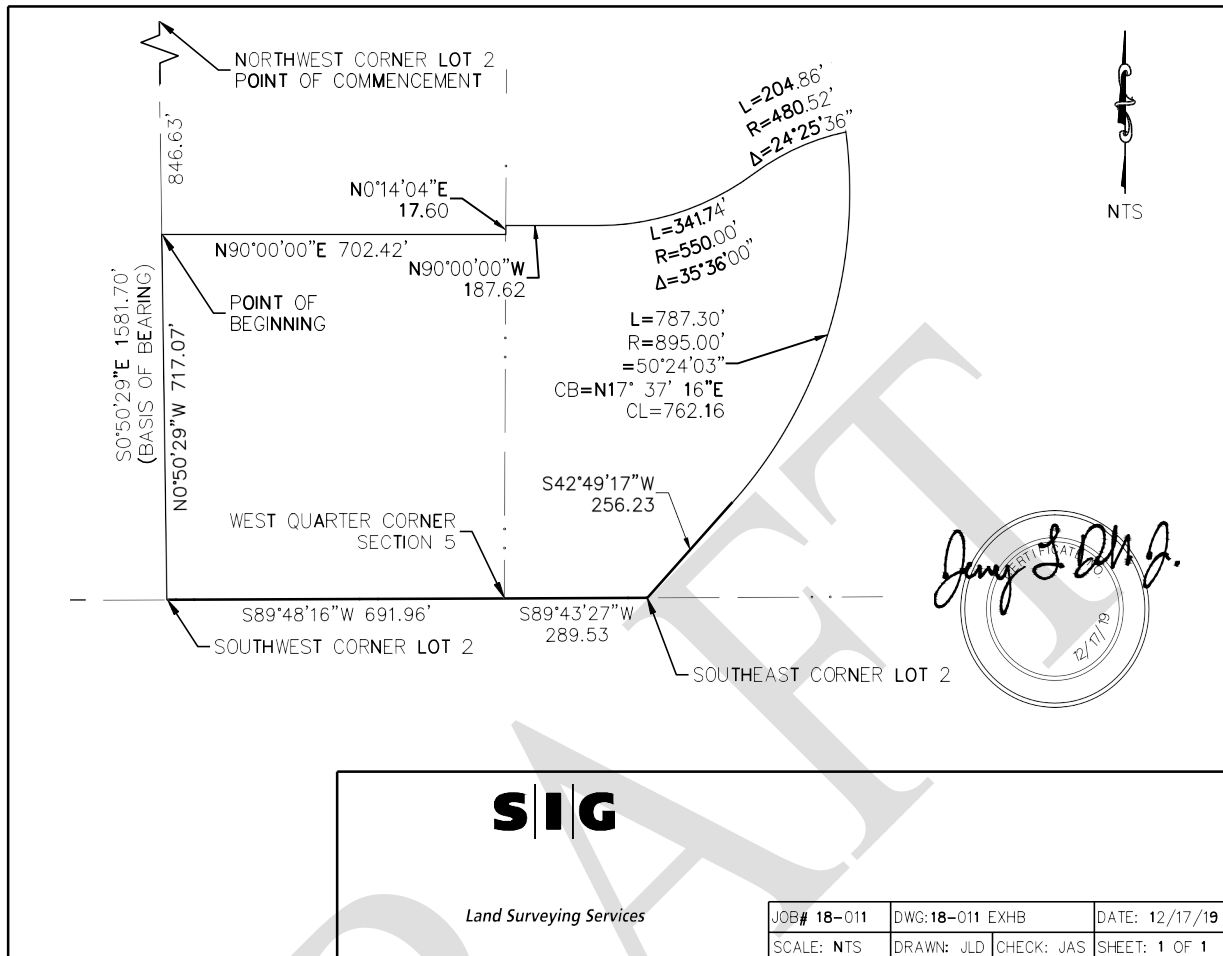 NORTHWEST CORNER LOT 2
POINT OF COMMENCEMENT
846.63'
L=204.86'
R=480.52'
Δ=24°25'36"
NTS
N0°14'04"E
17.60
L=341.74'
R=550.00'
Δ=35°36'00"
N90°00'00"E 702.42'
N90°00'00"W
187.62
POINT OF
BEGINNING
S0°50'29"E 1581.70'
(BASIS OF BEARING)
N0°50'29"W 717.07'
L=787.30'
R=895.00'
=50°24'03"
CB=N17° 37' 16"E
CL=762.16
S42°49'17"W
256.23
WEST QUARTER CORNER
SECTION 5
S89°48'16"W 691.96'
S89°43'27"W
289.53
SOUTHWEST CORNER LOT 2
SOUTHEAST CORNER LOT 2
12/17/19
DRAFT
S|I|G
Land Surveying Services
JOB# 18-011 DWG:18-011 EXHB DATE: 12/17/19
SCALE: NTS DRAWN: JLD CHECK: JAS SHEET: 1 OF 1